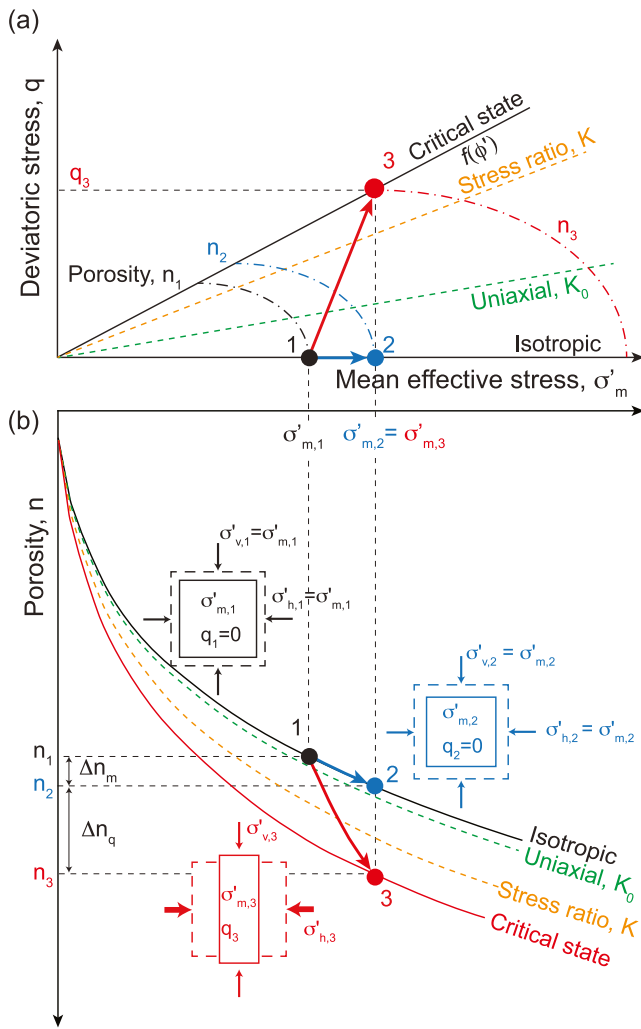 (a)
Deviatoric stress, q
Critical state
f(ϕ')
Stress ratio, K
3
q3
n2
n3
Porosity, n1
Uniaxial, K0
1
2
Isotropic
Mean effective stress, σ'm
σ'm,1
σ'm,2= σ'm,3
(b)
Porosity, n
σ'v,1=σ'm,1
σ'm,1
q1=0
σ'h,1=σ'm,1
σ'v,2 = σ'm,2
σ'm,2
q2=0
σ'h,2= σ'm,2
1
n1
Δnm
n2
2
Δnq
n3
3
Isotropic
Uniaxial, K0
Stress ratio, K
Critical state
σ'v,3
σ'm,3
q3
σ'h,3